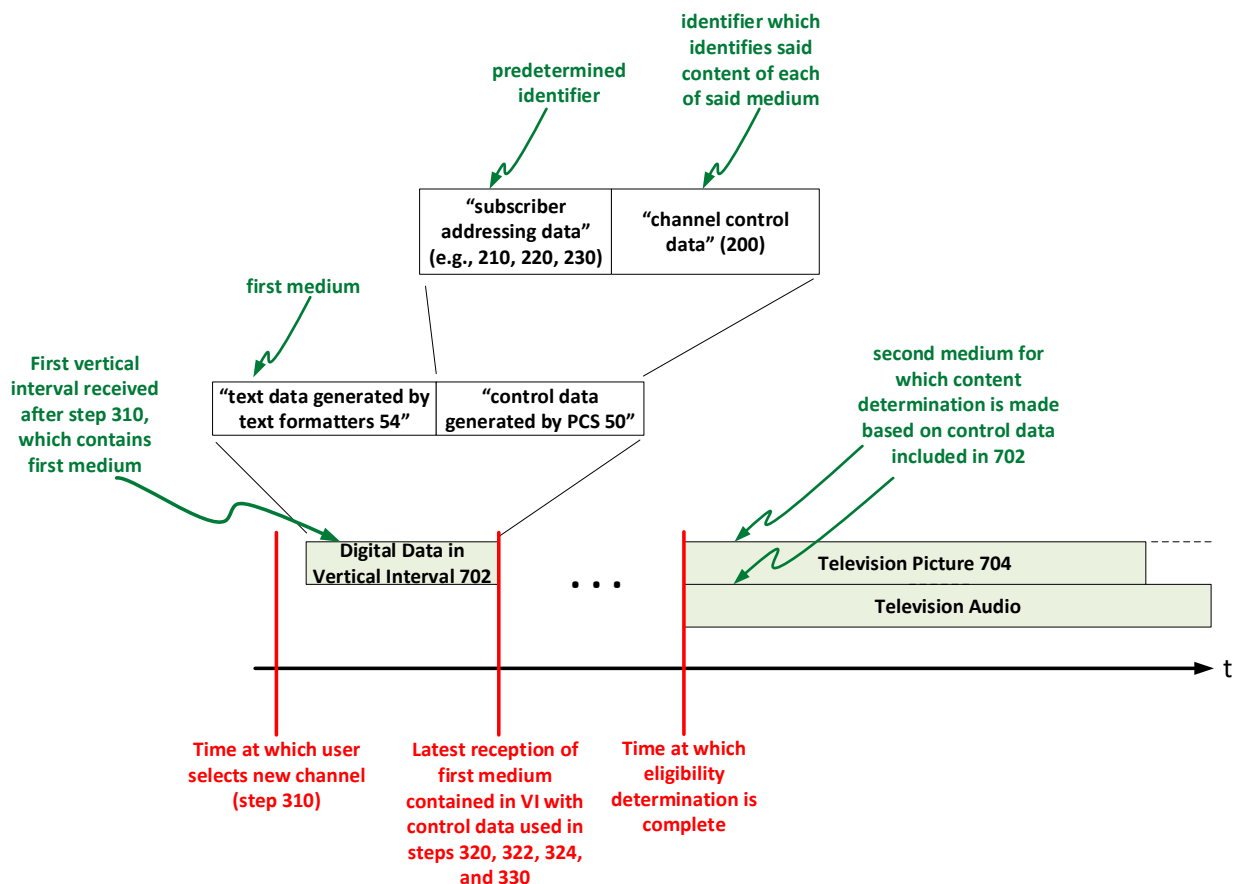 identifier which
identifies said
content of each
of said medium
predetermined
identifier
“subscriber
addressing data”
(e.g., 210, 220, 230)
“channel control
data” (200)
first medium
First vertical
interval received
after step 310,
which contains
first medium
second medium for
which content
determination is made
based on control data
included in 702
“text data generated by
text formatters 54”
“control data
generated by PCS 50”
Digital Data in
Vertical Interval 702
. . .
Television Picture 704
Television Audio
t
Time at which user
selects new channel
(step 310)
Latest reception of
first medium
contained in VI with
control data used in
steps 320, 322, 324,
and 330
Time at which
eligibility
determination is
complete